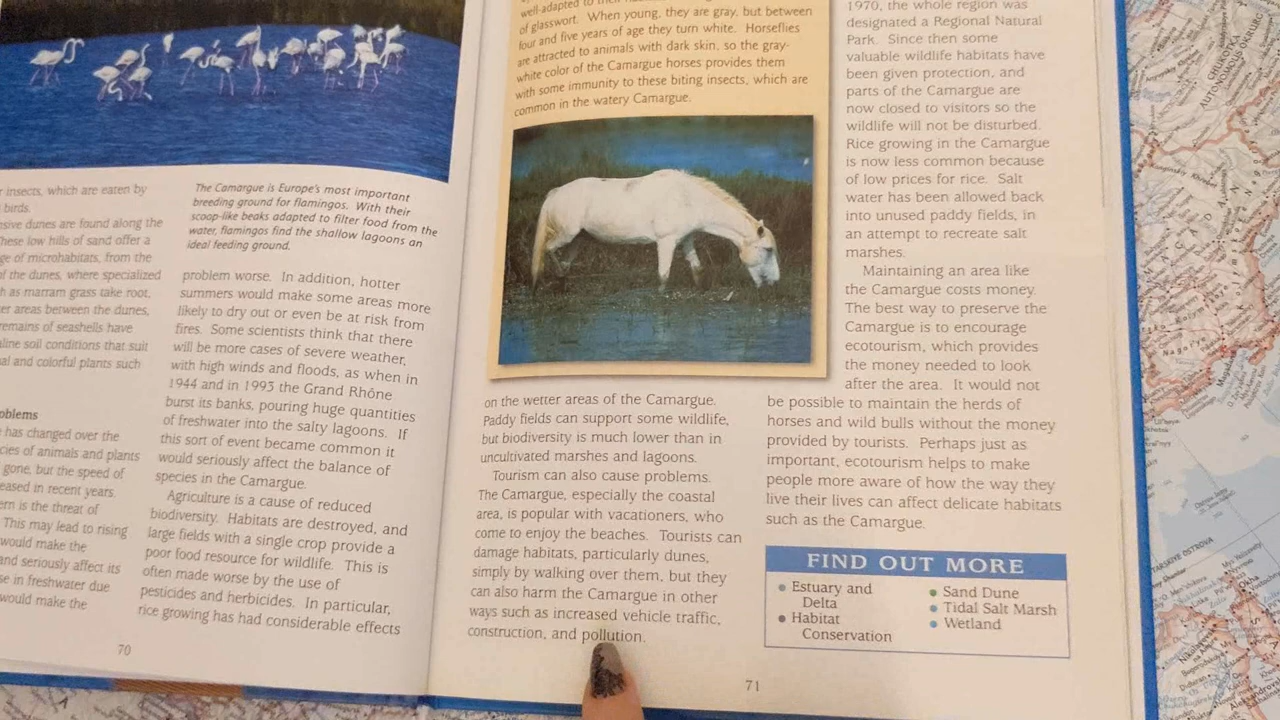 r insects, which are eaten by
birds.
nsive dunes are found along the
hese low hills of sand offer a
ge of microhabitats, from the
of the dunes, where specialized
h as marram grass take root,
er areas between the dunes,
remains of seashells have
line soil conditions that suit
al and colorful plants such
oblems
has changed over the
cies of animals and plants
gone, but the speed of
eased in recent years.
ern is the threat of
This may lead to rising
would make the
and seriously affect its
se in freshwater due
would make the
The Camargue is Europe's most important
breeding ground for flamingos. With their
scoop-like beaks adapted to filter food from the
water, flamingos find the shallow lagoons an
ideal feeding ground.
problem worse. In addition, hotter
summers would make some areas more
likely to dry out or even be at risk from
fires. Some scientists think that there
will be more cases of severe weather,
with high winds and floods, as when in
1944 and in 1993 the Grand Rhône
burst its banks, pouring huge quantities
of freshwater into the salty lagoons. If
this sort of event became common it
would seriously affect the balance of
species in the Camargue.
Agriculture is a cause of reduced
biodiversity. Habitats are destroyed, and
large fields with a single crop provide a
poor food resource for wildlife. This is
often made worse by the use of
pesticides and herbicides. In particular,
rice growing has had considerable effects
70
well-adapted to their
of glasswort. When young, they are gray, but between
four and five years of age they turn white. Horseflies
are attracted to animals with dark skin, so the gray-
white color of the Camargue horses provides them
with some immunity to these biting insects, which are
common in the watery Camargue.
on the wetter areas of the Camargue.
Paddy fields can support some wildlife,
but biodiversity is much lower than in
uncultivated marshes and lagoons.
Tourism can also cause problems.
The Camargue, especially the coastal
area, is popular with vacationers, who
come to enjoy the beaches. Tourists can
damage habitats, particularly dunes,
simply by walking over them, but they
can also harm the Camargue in other
ways such as increased vehicle traffic,
construction, and pollution.
1970, the whole region was
designated a Regional Natural
Park. Since then some
valuable wildlife habitats have
been given protection, and
parts of the Camargue are
now closed to visitors so the
wildlife will not be disturbed.
Rice growing in the Camargue
is now less common because
of low prices for rice. Salt
water has been allowed back
into unused paddy fields, in
an attempt to recreate salt
marshes.
Maintaining an area like
the Camargue costs money.
The best way to preserve the
Camargue is to encourage
ecotourism, which provides
the money needed to look
after the area. It would not
be possible to maintain the herds of
horses and wild bulls without the money
provided by tourists. Perhaps just as
important, ecotourism helps to make
people more aware of how the way they
live their lives can affect delicate habitats
such as the Camargue.
FIND OUT MORE
Estuary and
Delta
Habitat
Conservation
Sand Dune
Tidal Salt Marsh
Wetland
71
CHUKOTS
AVTONOMNYY OKRUG
MAGADAN
TARSKIYE OSTROVA